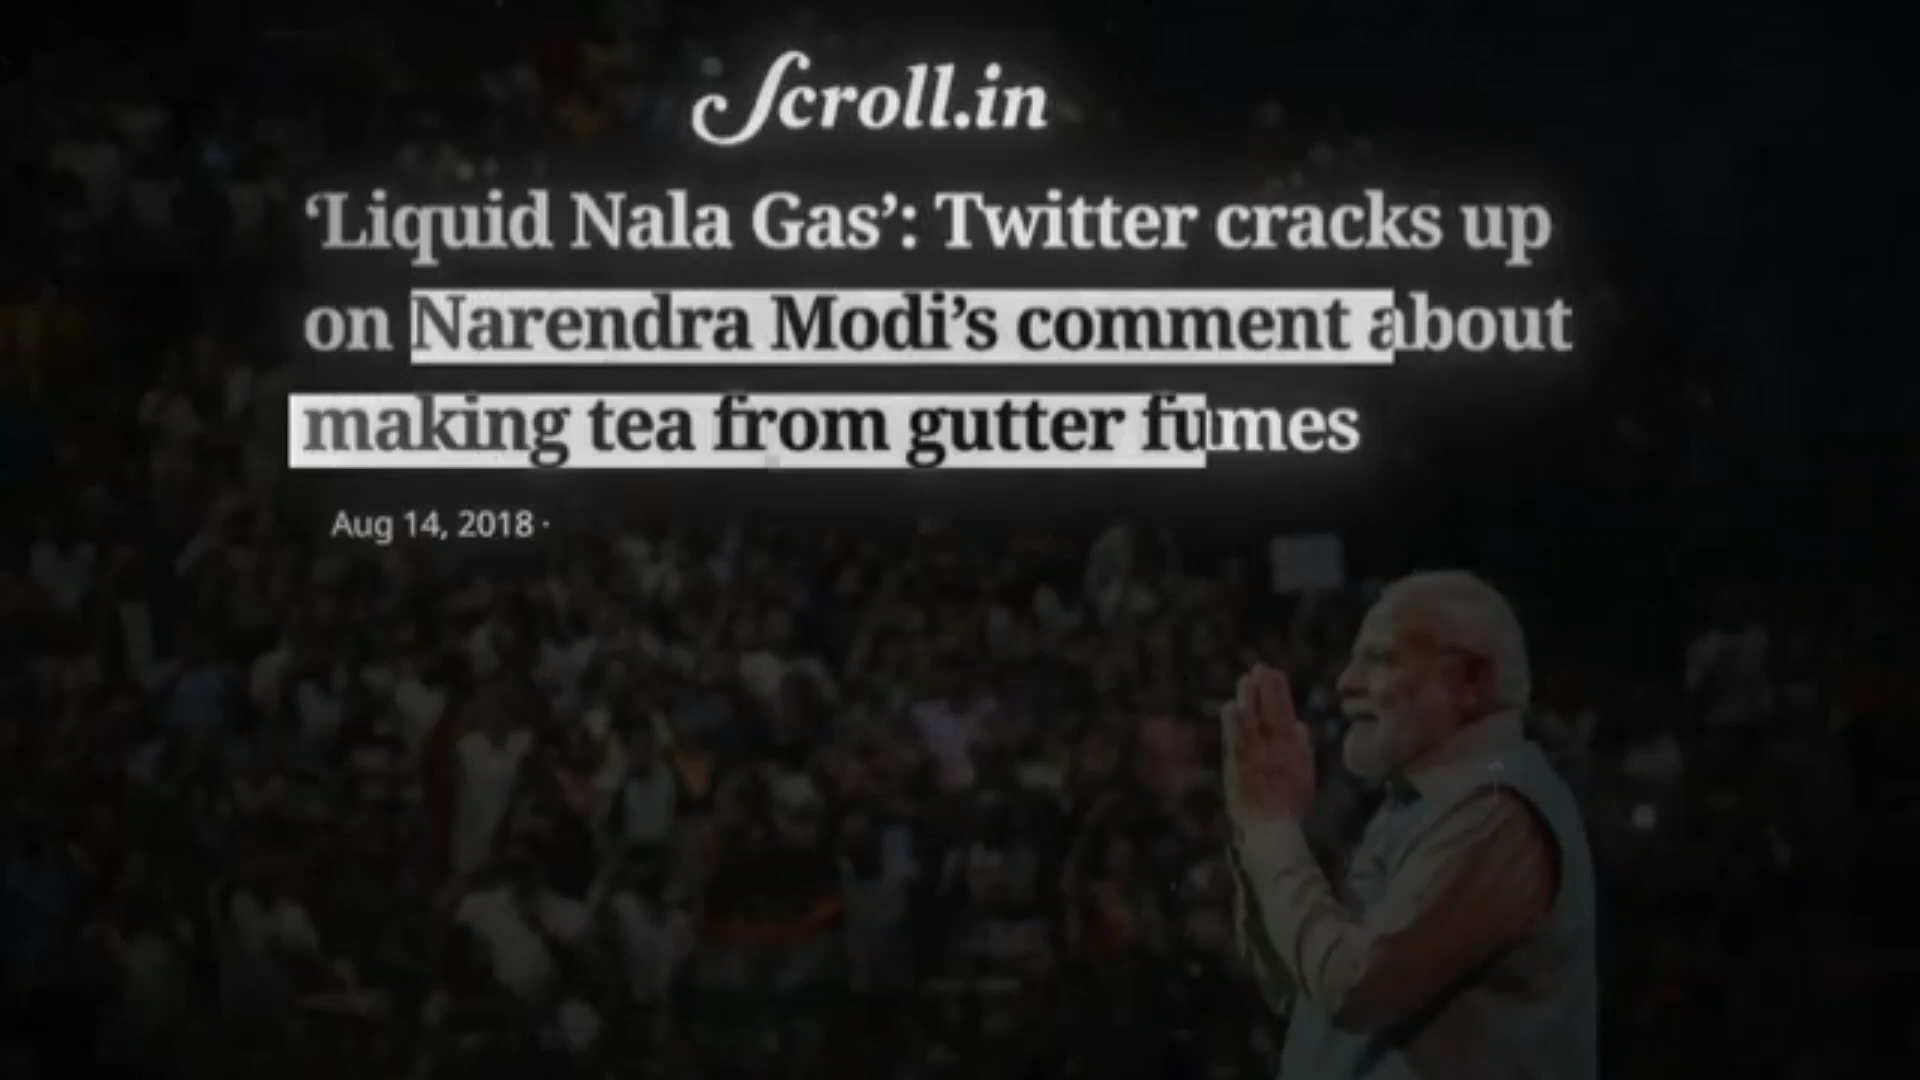 Scroll.in
‘Liquid Nala Gas’: Twitter cracks up
on Narendra Modi’s comment about
making tea from gutter fumes
Aug 14, 2018 ·